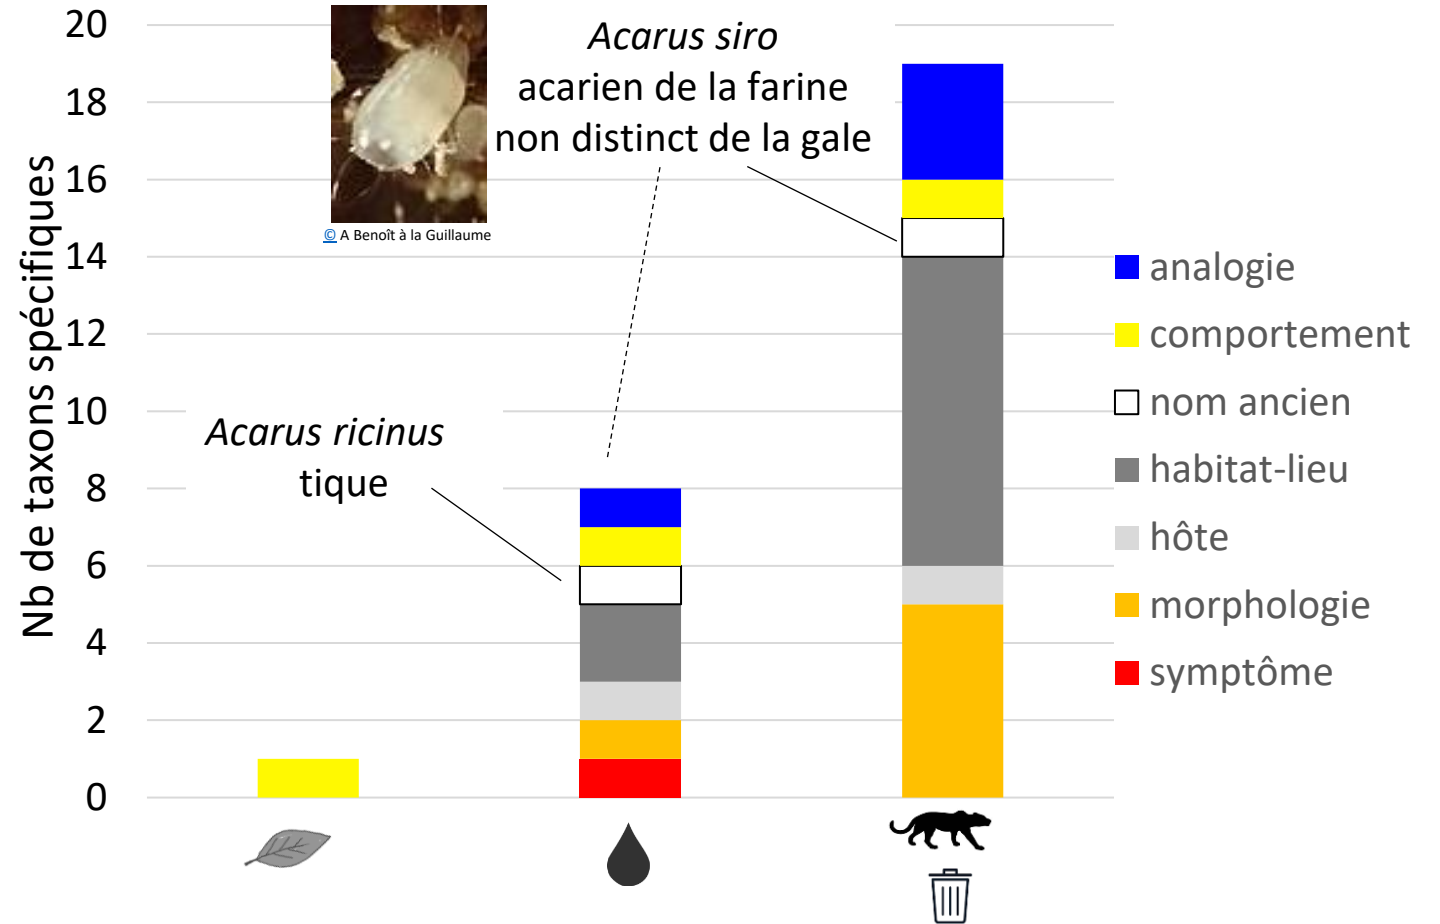 Nb de taxons spécifiques
20
18
16
14
12
10
8
6
4
2
0
Acarus siro
acarien de la farine
non distinct de la gale
© A Benoît à la Guillaume
Acarus ricinus
tique
analogie
comportement
nom ancien
habitat-lieu
hôte
morphologie
symptôme